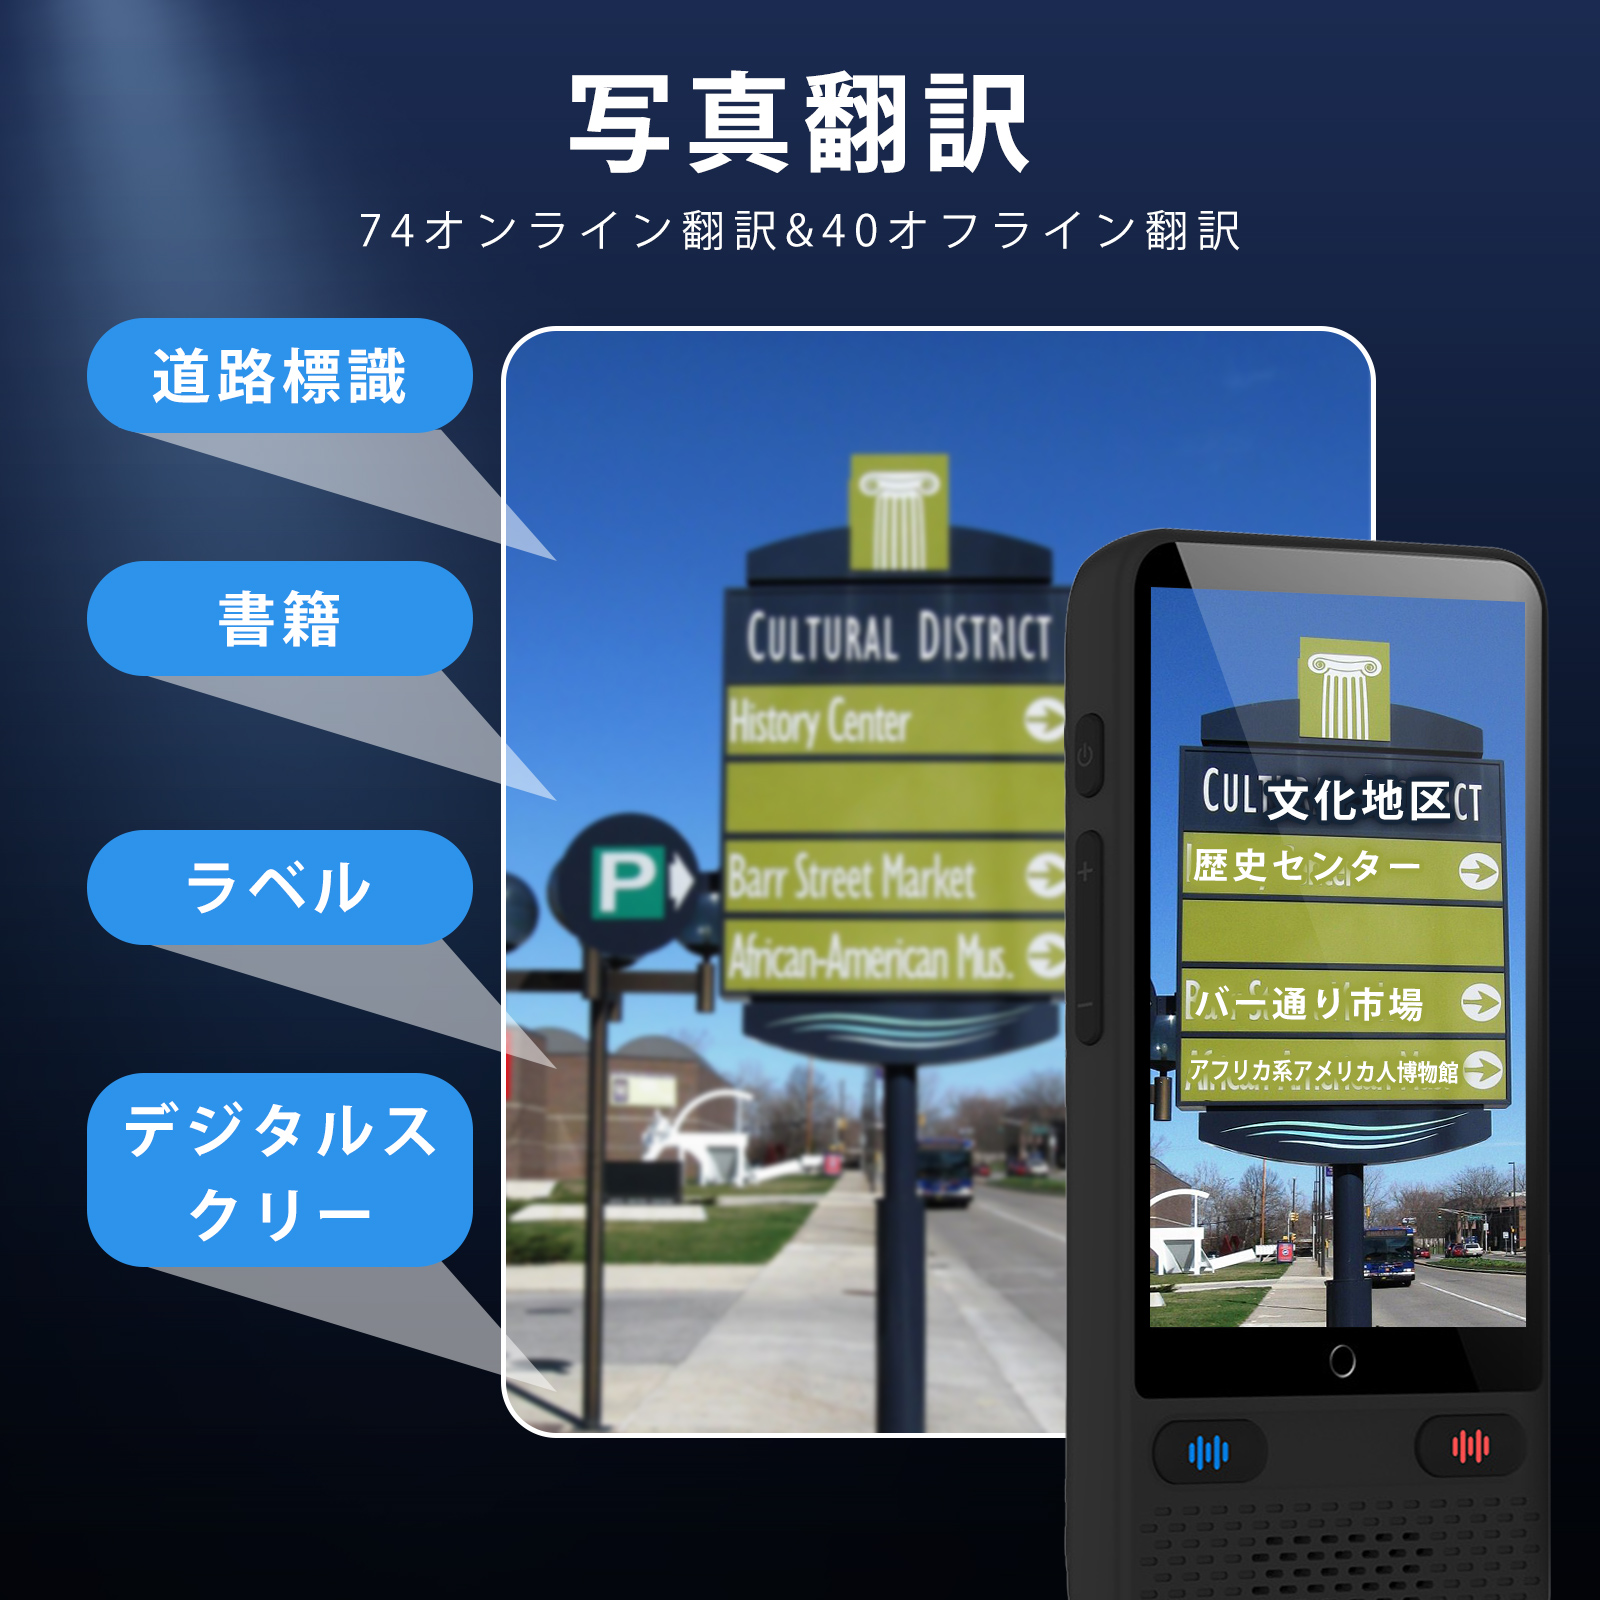 写真翻訳
74オンライン翻訳&40オフライン翻訳
道路標識
書籍
ラベル
デジタルス
クリー
CULTURAL DISTRICT
History Center
Barr Street Market
African-American Mus.
P
文化地区
歴史センター
バー通り市場
アフリカ系アメリカ人博物館